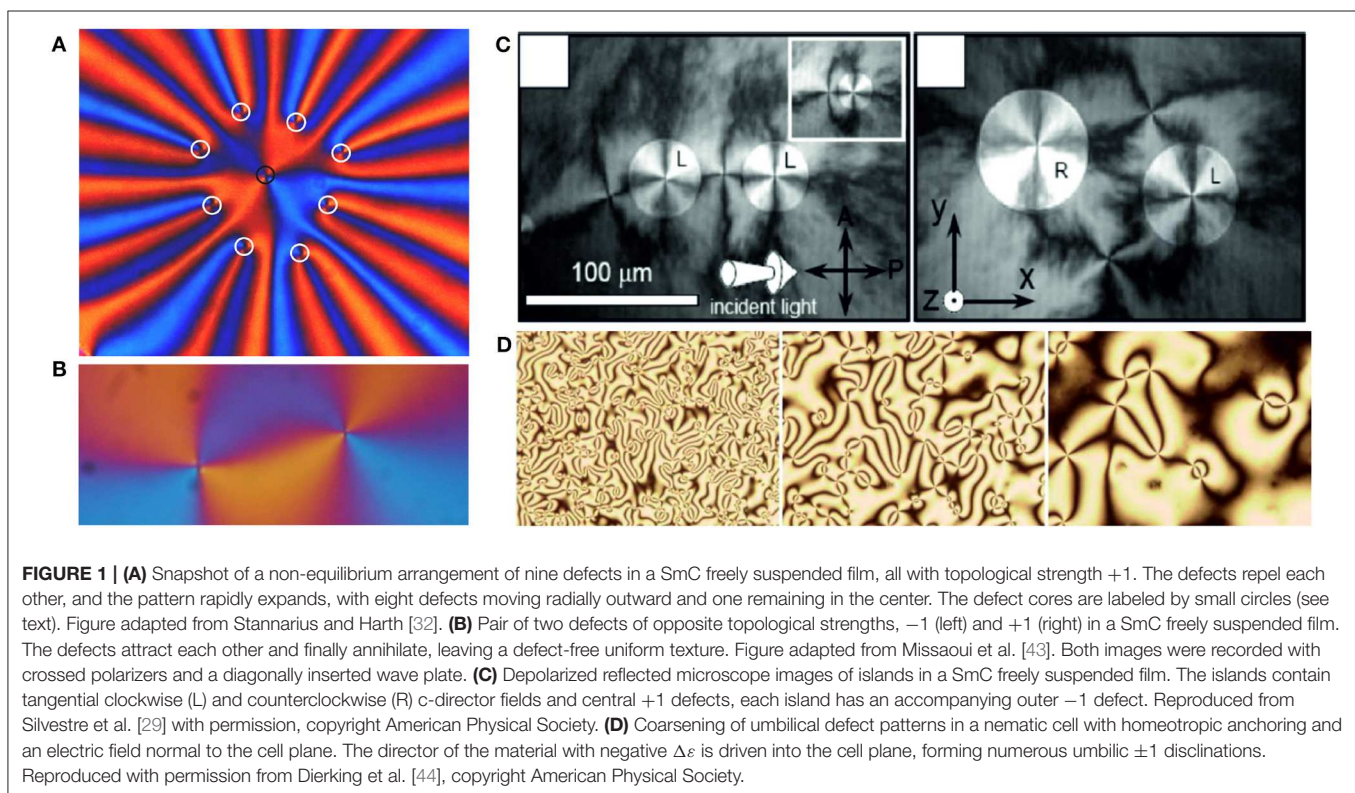 A
C
L
L
A
P
100 μm
incident light
R
L
y
X
Z
B
D
FIGURE 1 | (A) Snapshot of a non-equilibrium arrangement of nine defects in a SmC freely suspended film, all with topological strength +1. The defects repel each
other, and the pattern rapidly expands, with eight defects moving radially outward and one remaining in the center. The defect cores are labeled by small circles (see
text). Figure adapted from Stannarius and Harth [32]. (B) Pair of two defects of opposite topological strengths, −1 (left) and +1 (right) in a SmC freely suspended film.
The defects attract each other and finally annihilate, leaving a defect-free uniform texture. Figure adapted from Missaoui et al. [43]. Both images were recorded with
crossed polarizers and a diagonally inserted wave plate. (C) Depolarized reflected microscope images of islands in a SmC freely suspended film. The islands contain
tangential clockwise (L) and counterclockwise (R) c-director fields and central +1 defects, each island has an accompanying outer −1 defect. Reproduced from
Silvestre et al. [29] with permission, copyright American Physical Society. (D) Coarsening of umbilical defect patterns in a nematic cell with homeotropic anchoring and
an electric field normal to the cell plane. The director of the material with negative Δε is driven into the cell plane, forming numerous umbilic ±1 disclinations.
Reproduced with permission from Dierking et al. [44], copyright American Physical Society.